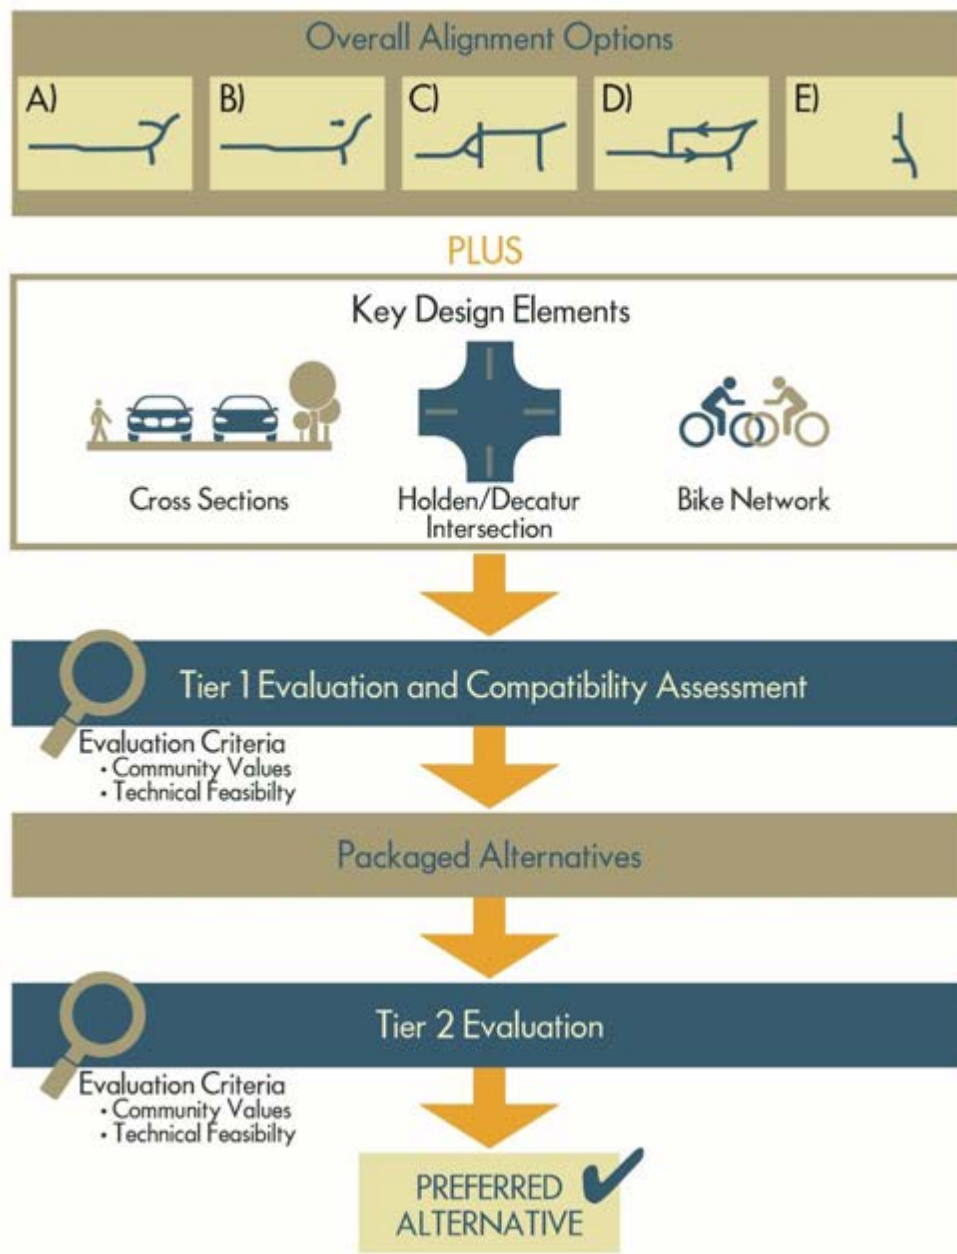 Overall Alignment Options
A)
B)
C)
D)
E)
PLUS
Key Design Elements
Cross Sections
Holden/Decatur
Intersection
Bike Network
Tier 1 Evaluation and Compatibility Assessment
Evaluation Criteria
• Community Values
• Technical Feasibilty
Packaged Alternatives
Tier 2 Evaluation
Evaluation Criteria
• Community Values
• Technical Feasibilty
PREFERRED
ALTERNATIVE